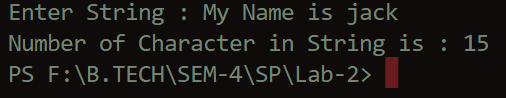 Enter String : My Name is jack
Number of Character in String is : 15
PS F:\B.TECH\SEM-4\SP\Lab-2>